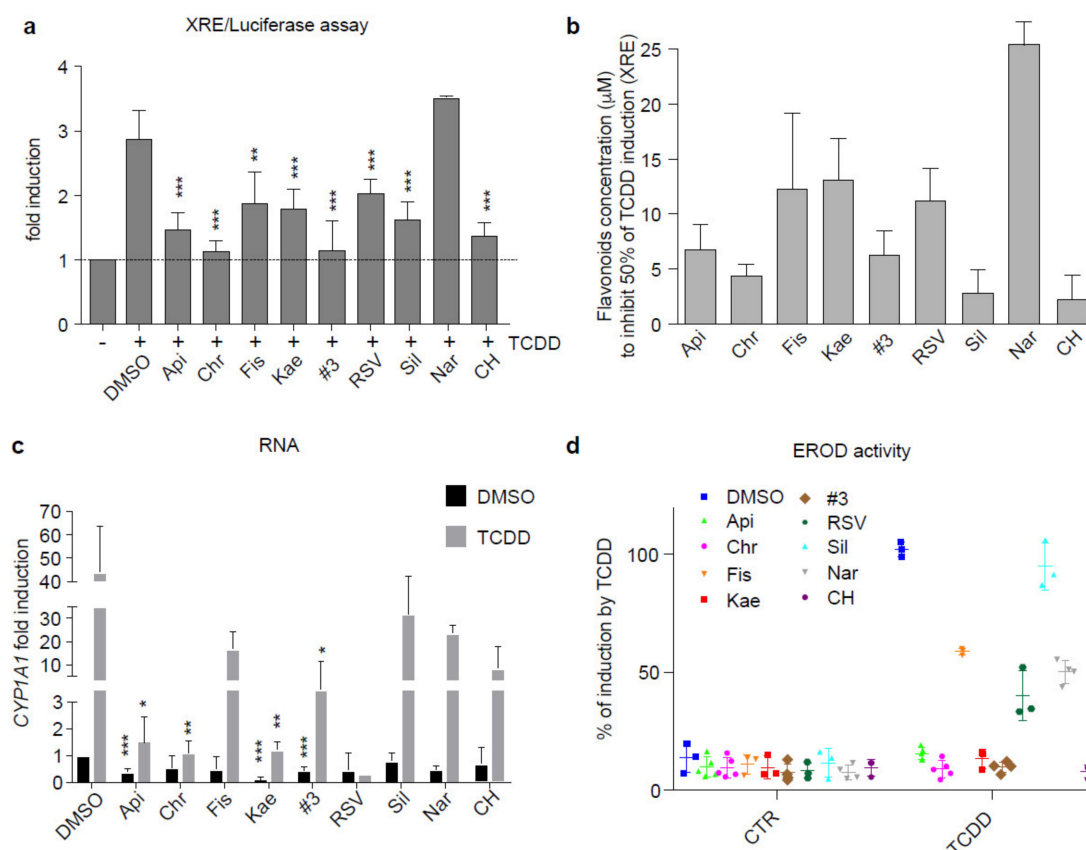 a
XRE/Luciferase assay
fold induction
4
3
2
1
0
***
***
**
***
***
***
***
***
- + + + + + + + + + + TCDD
DMSO Api Chr Fis Kae #3 RSV Sil Nar CH
b
Flavonoids concentration (μM)
to inhibit 50% of TCDD induction (XRE)
25
20
15
10
5
0
Api Chr Fis Kae #3 RSV Sil Nar CH
c
RNA
DMSO
TCDD
CYP1A1 fold induction
70
60
50
40
30
20
10
3
2
1
0
***
*
**
***
**
***
*
DMSO Api Chr Fis Kae #3 RSV Sil Nar CH
d
EROD activity
DMSO #3
Api RSV
Chr Sil
Fis Nar
Kae CH
% of induction by TCDD
100
50
0
CTR TCDD